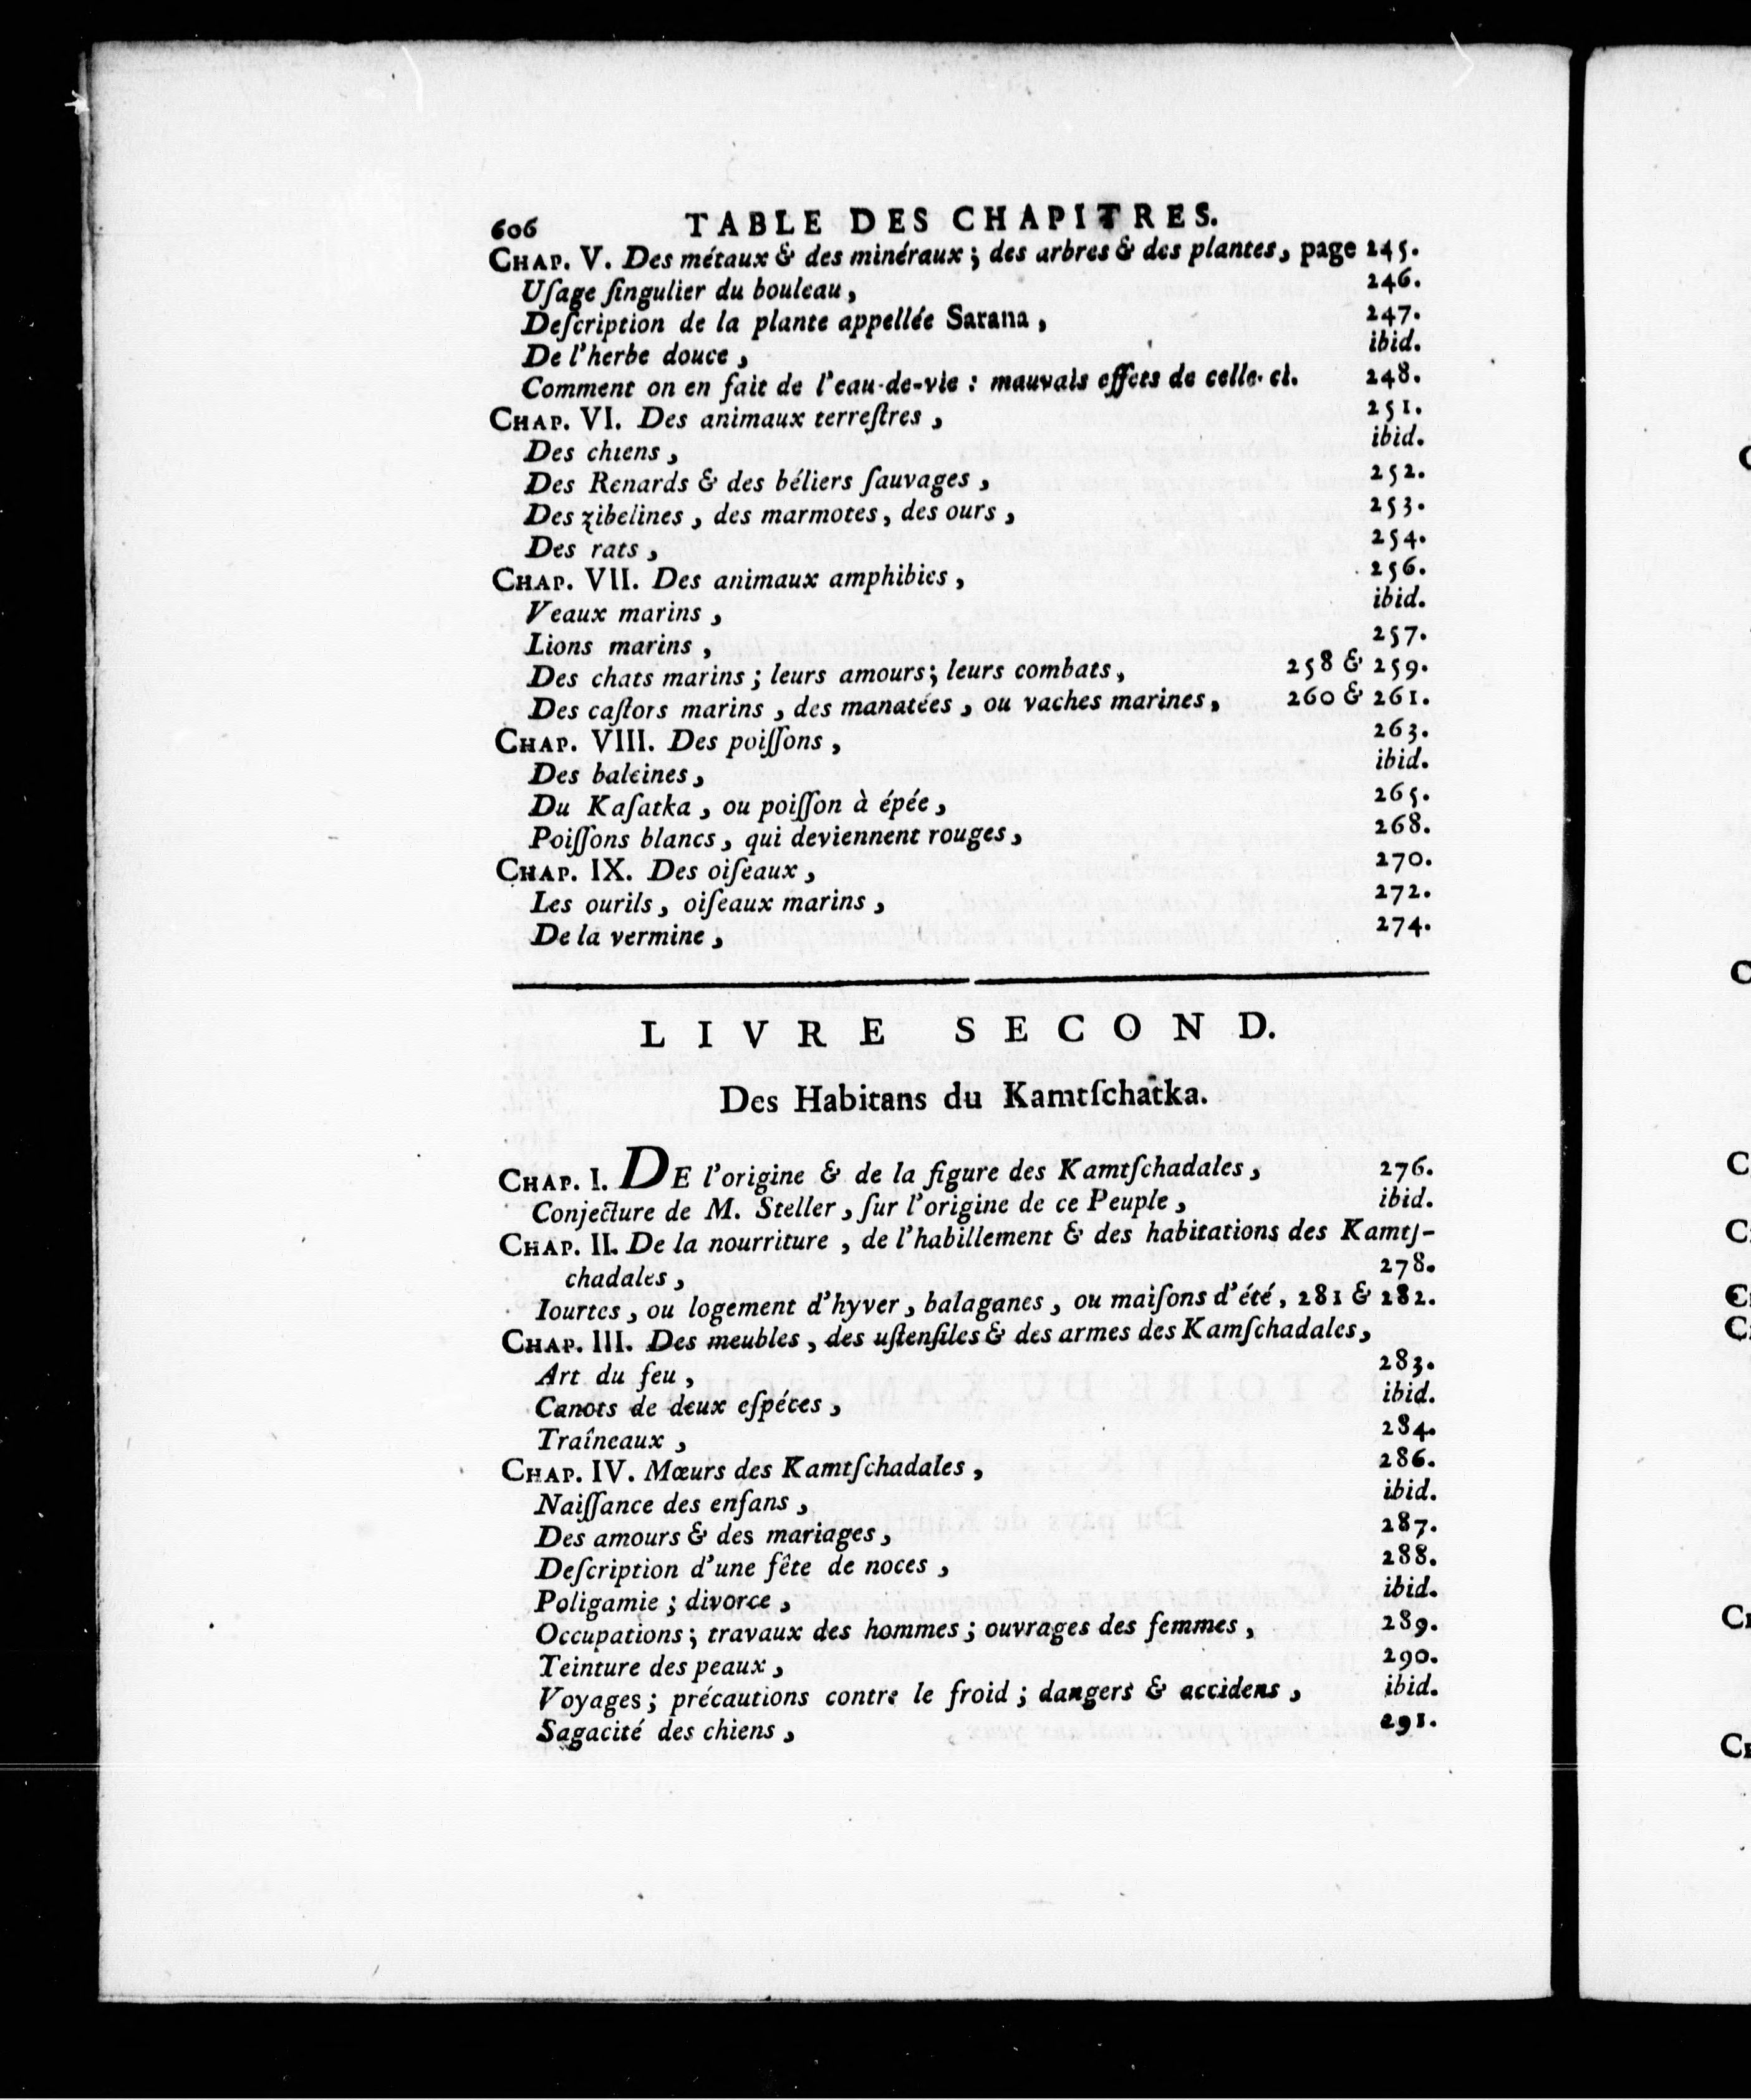 606 TABLE DES CHAPITRES.
CHAP. V. Des métaux & des minéraux ; des arbres & des plantes, page 245.
Uſage ſingulier du bouleau, 246.
Deſcription de la plante appellée Sarana, 247.
De l'herbe douce, ibid.
Comment on en fait de l'eau-de-vie : mauvais effets de celle-ci. 248.
CHAP. VI. Des animaux terreſtres, 251.
Des chiens, ibid.
Des Renards & des béliers ſauvages, 252.
Des zibelines, des marmotes, des ours, 253.
Des rats, 254.
CHAP. VII. Des animaux amphibies, 256.
Veaux marins, ibid.
Lions marins, 257.
Des chats marins ; leurs amours ; leurs combats, 258 & 259.
Des caſtors marins, des manatées, ou vaches marines, 260 & 261.
CHAP. VIII. Des poiſſons, 263.
Des baleines, ibid.
Du Kaſatka, ou poiſſon à épée, 265.
Poiſſons blancs, qui deviennent rouges, 268.
CHAP. IX. Des oiſeaux, 270.
Les ourils, oiſeaux marins, 272.
De la vermine, 274.
LIVRE SECOND.
Des Habitans du Kamtſchatka.
CHAP. I. DE l'origine & de la figure des Kamtſchadales, 276.
Conjecture de M. Steller, ſur l'origine de ce Peuple, ibid.
CHAP. II. De la nourriture, de l'habillement & des habitations des Kamtſ-
chadales, 278.
Iourtes, ou logement d'hyver, balaganes, ou maiſons d'été, 281 & 282.
CHAP. III. Des meubles, des uſtenſiles & des armes des Kamſchadales,
Art du feu, 283.
Canots de deux eſpéces, ibid.
Traîneaux, 284.
CHAP. IV. Mœurs des Kamtſchadales, 286.
Naiſſance des enfans, ibid.
Des amours & des mariages, 287.
Deſcription d'une fête de noces, 288.
Poligamie ; divorce, ibid.
Occupations ; travaux des hommes ; ouvrages des femmes, 289.
Teinture des peaux, 290.
Voyages ; précautions contre le froid ; dangers & accidens, ibid.
Sagacité des chiens, 291.